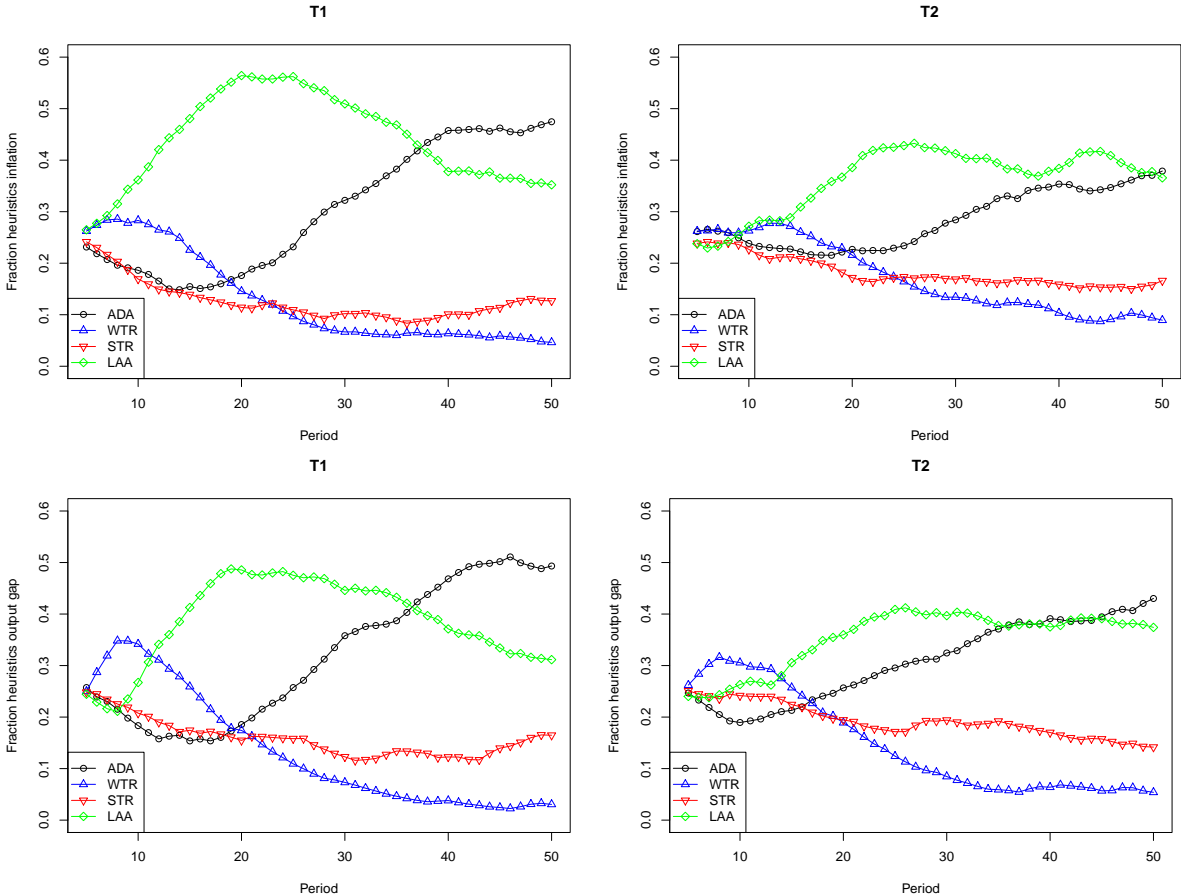 T1
T2
Fraction heuristics inflation
0.0 0.1 0.2 0.3 0.4 0.5 0.6
ADA
WTR
STR
LAA
10 20 30 40 50
Period
Fraction heuristics inflation
0.0 0.1 0.2 0.3 0.4 0.5 0.6
ADA
WTR
STR
LAA
10 20 30 40 50
Period
T1
T2
Fraction heuristics output gap
0.0 0.1 0.2 0.3 0.4 0.5 0.6
ADA
WTR
STR
LAA
10 20 30 40 50
Period
Fraction heuristics output gap
0.0 0.1 0.2 0.3 0.4 0.5 0.6
ADA
WTR
STR
LAA
10 20 30 40 50
Period